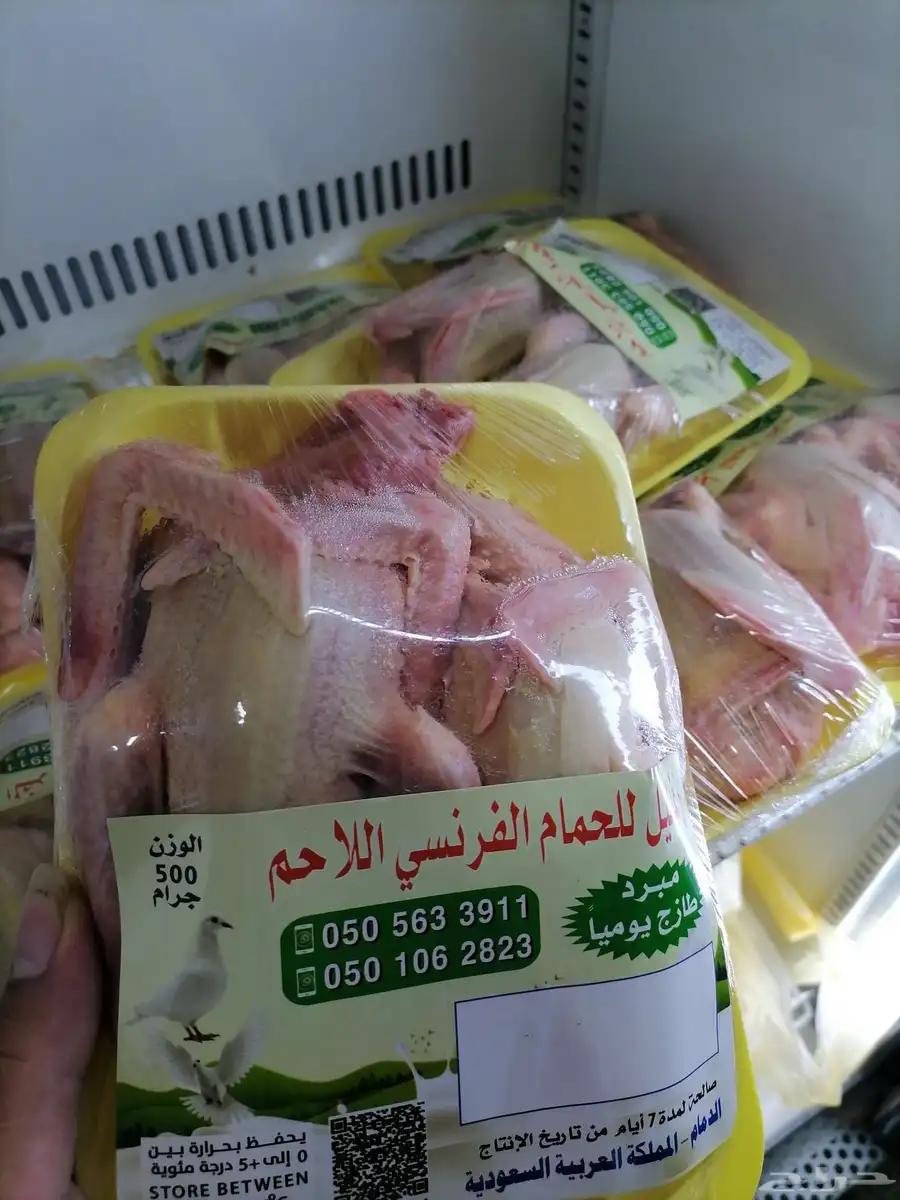 للحمام الفرنسي اللاحم
الوزن
500
جرام
مبرد
طازج يومياً
050 563 3911
050 106 2823
صالحة لمدة 7 أيام من تاريخ الإنتاج
الدمام - المملكة العربية السعودية
يحفظ بحرارة بين
0 إلى +5 درجة مئوية
STORE BETWEEN
حراج